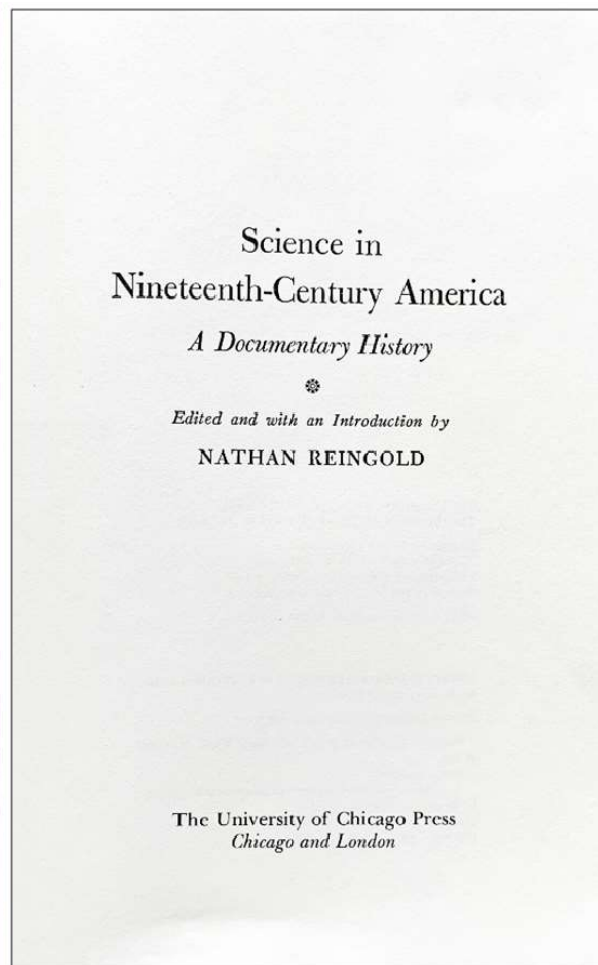 Science in
Nineteenth-Century America
A Documentary History
Edited and with an Introduction by
NATHAN REINGOLD
The University of Chicago Press
Chicago and London